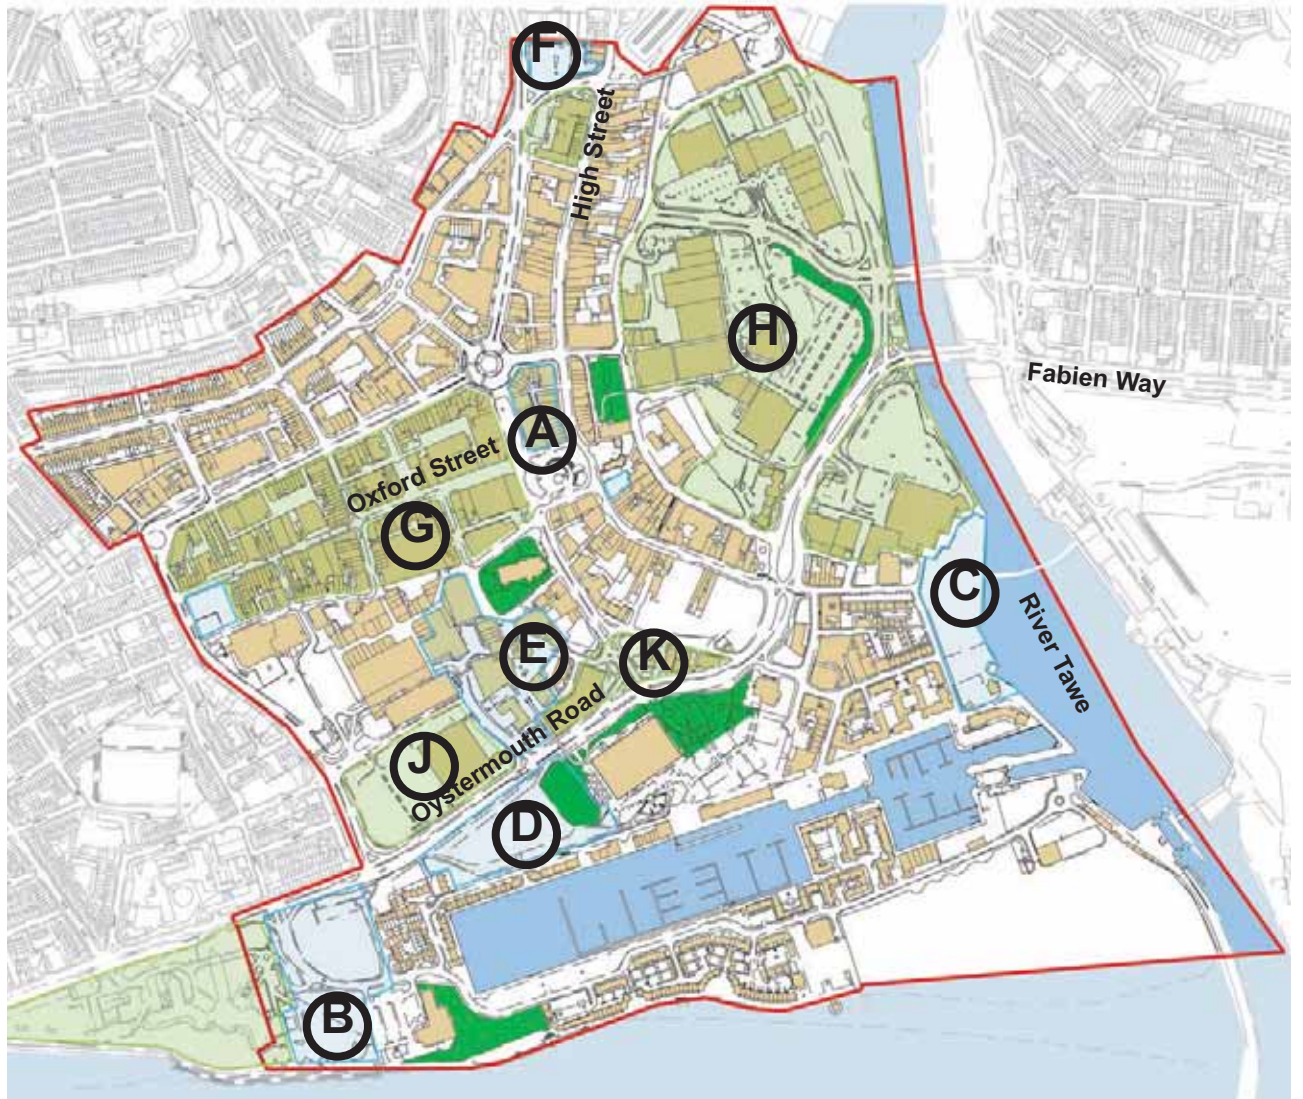 F
High Street
H
Fabien Way
A
Oxford Street
G
C
River Tawe
E
K
J
Oystermouth Road
D
B